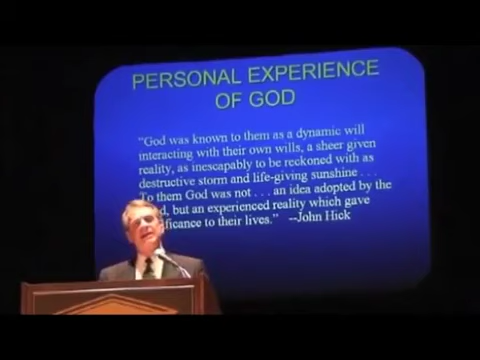 PERSONAL EXPERIENCE
OF GOD
"God was known to them as a dynamic will
interacting with their own wills, a sheer given
reality, as inescapably to be reckoned with as
destructive storm and life-giving sunshine . . .
To them God was not . . . an idea adopted by the
but an experienced reality which gave
to their lives." --John Hick